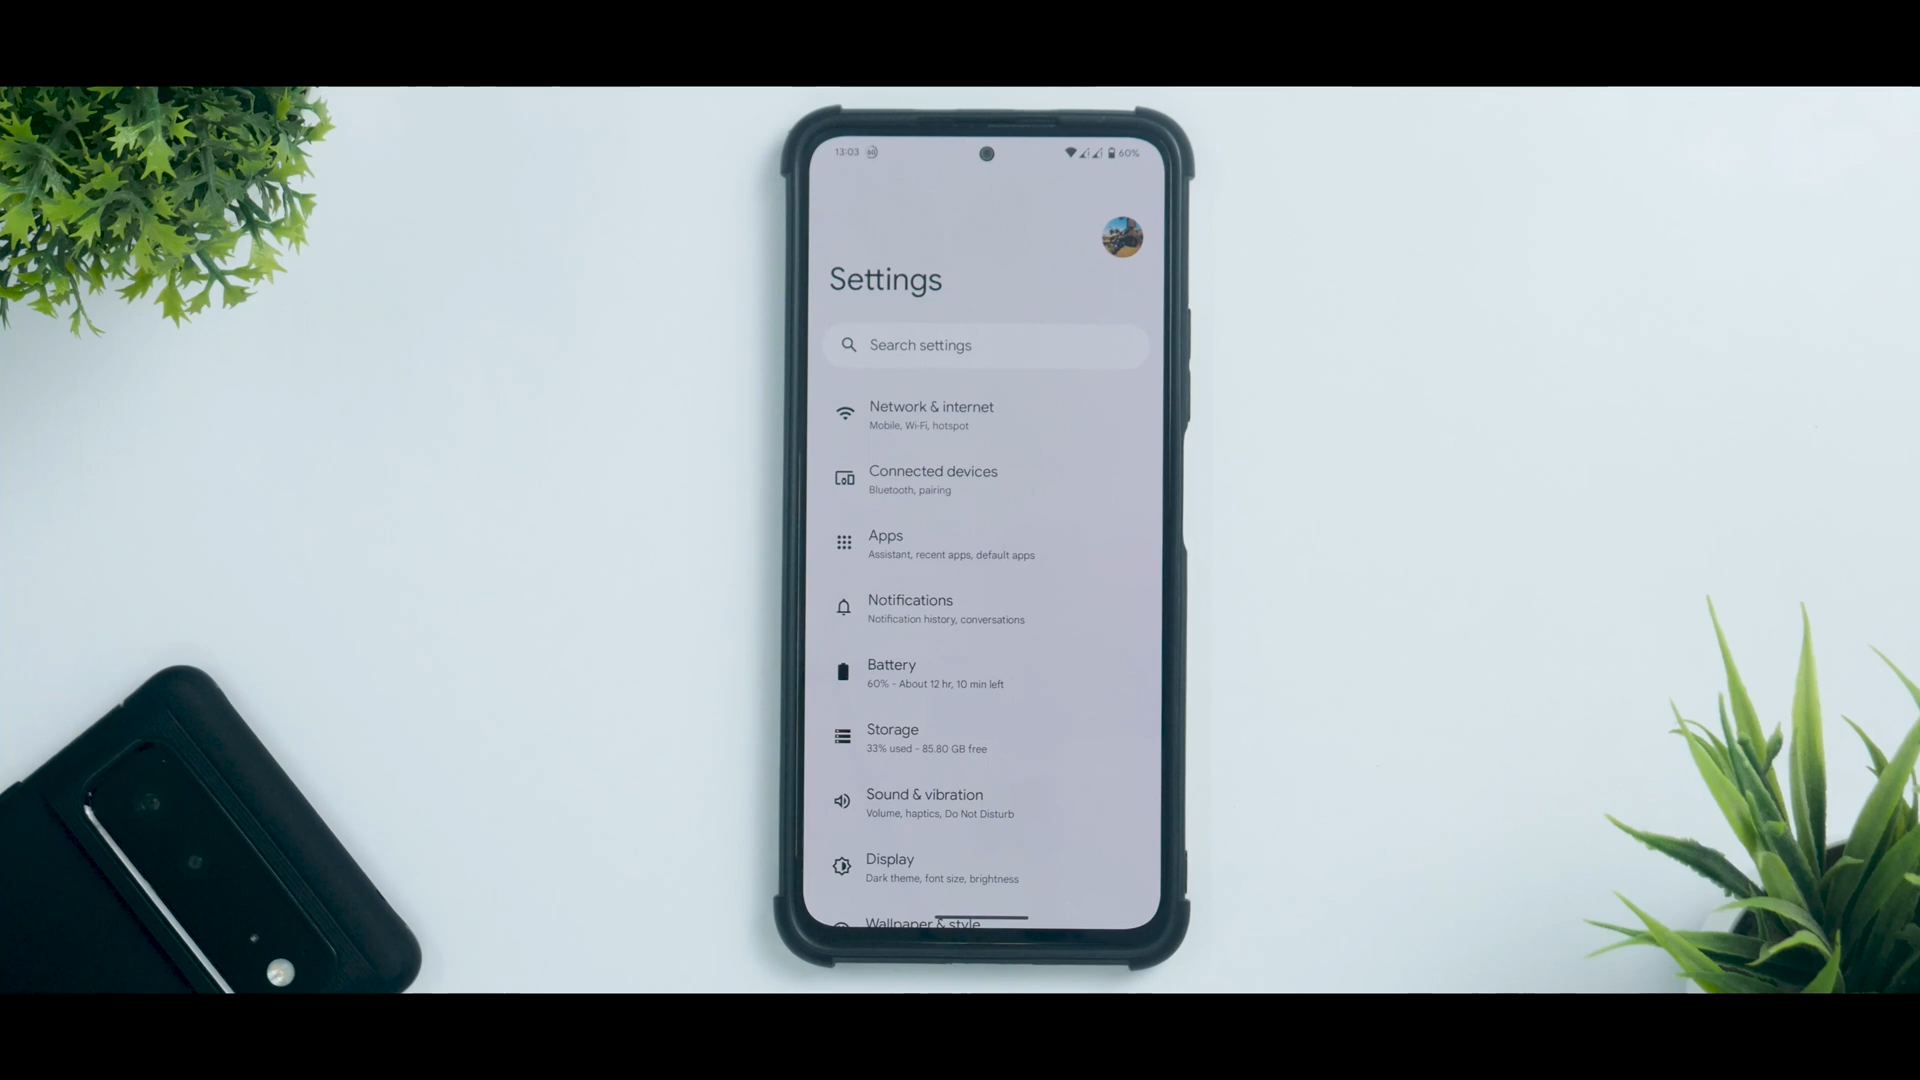 13:03 60%
Settings
Search settings
Network & internet
Mobile, Wi-Fi, hotspot
Connected devices
Bluetooth, pairing
Apps
Assistant, recent apps, default apps
Notifications
Notification history, conversations
Battery
60% - About 12 hr, 10 min left
Storage
33% used - 85.80 GB free
Sound & vibration
Volume, haptics, Do Not Disturb
Display
Dark theme, font size, brightness
Wallpaper & style